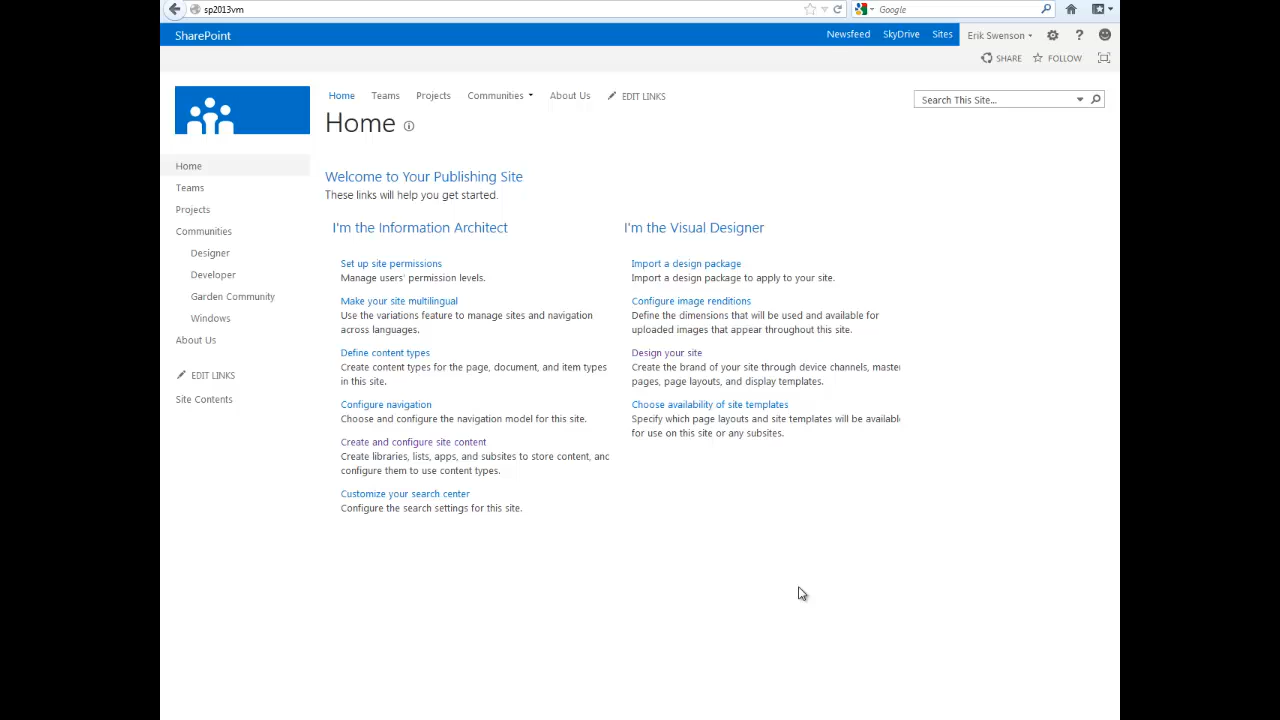 sp2013vm
Google
SharePoint
Newsfeed SkyDrive Sites Erik Swenson ?
SHARE FOLLOW
Home Teams Projects Communities About Us EDIT LINKS
Search This Site...
Home
Home
Teams
Projects
Communities
Designer
Developer
Garden Community
Windows
About Us
EDIT LINKS
Site Contents
Welcome to Your Publishing Site
These links will help you get started.
I'm the Information Architect
Set up site permissions
Manage users' permission levels.
Make your site multilingual
Use the variations feature to manage sites and navigation
across languages.
Define content types
Create content types for the page, document, and item types
in this site.
Configure navigation
Choose and configure the navigation model for this site.
Create and configure site content
Create libraries, lists, apps, and subsites to store content, and
configure them to use content types.
Customize your search center
Configure the search settings for this site.
I'm the Visual Designer
Import a design package
Import a design package to apply to your site.
Configure image renditions
Define the dimensions that will be used and available for
uploaded images that appear throughout this site.
Design your site
Create the brand of your site through device channels, master
pages, page layouts, and display templates.
Choose availability of site templates
Specify which page layouts and site templates will be available
for use on this site or any subsites.